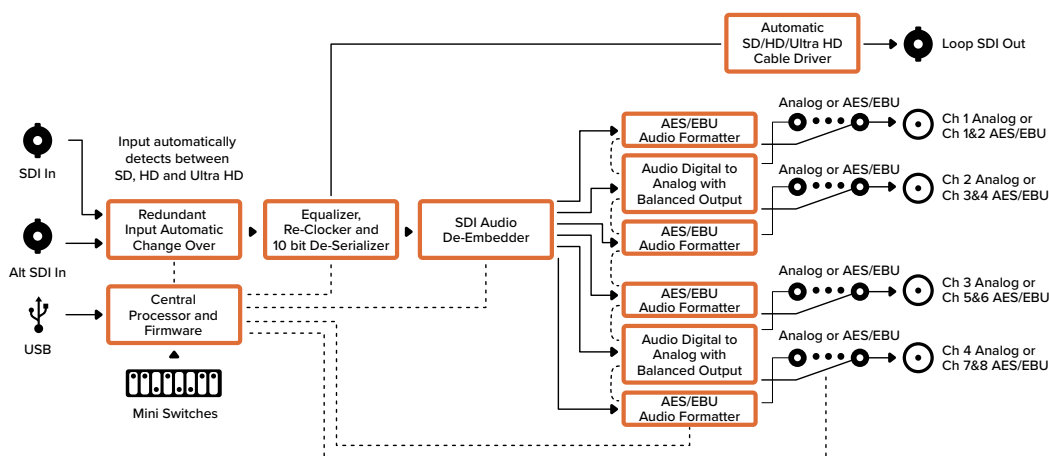 Automatic
SD/HD/Ultra HD
Cable Driver
Loop SDI Out
SDI In
Input automatically
detects between
SD, HD and Ultra HD
Alt SDI In
Redundant
Input Automatic
Change Over
Equalizer,
Re-Clocker and
10 bit De-Serializer
SDI Audio
De-Embedder
USB
Central
Processor and
Firmware
Mini Switches
AES/EBU
Audio Formatter
Audio Digital to
Analog with
Balanced Output
AES/EBU
Audio Formatter
AES/EBU
Audio Formatter
Audio Digital to
Analog with
Balanced Output
AES/EBU
Audio Formatter
Analog or AES/EBU
Ch 1 Analog or
Ch 1&2 AES/EBU
Analog or AES/EBU
Ch 2 Analog or
Ch 3&4 AES/EBU
Analog or AES/EBU
Ch 3 Analog or
Ch 5&6 AES/EBU
Analog or AES/EBU
Ch 4 Analog or
Ch 7&8 AES/EBU